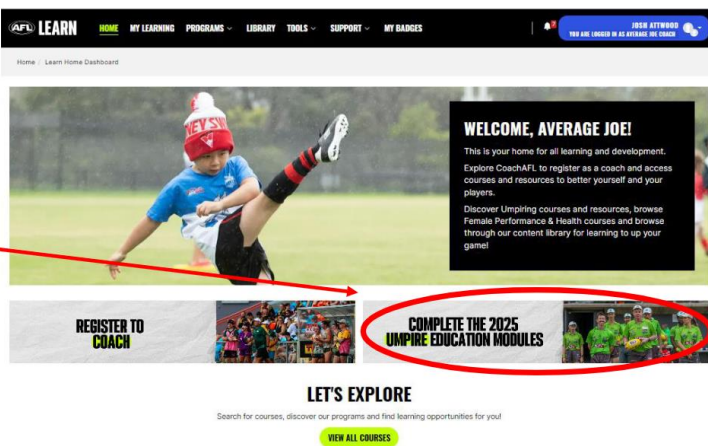 AFL LEARN HOME MY LEARNING PROGRAMS LIBRARY TOOLS SUPPORT MY BADGES
JOSH ATTWOOD
YOU ARE LOGGED IN AS AVERAGE JOE COACH
Home / Learn Home Dashboard
WELCOME, AVERAGE JOE!
This is your home for all learning and development.
Explore CoachAFL to register as a coach and access
courses and resources to better yourself and your
players.
Discover Umpiring courses and resources, browse
Female Performance & Health courses and browse
through our content library for learning to up your
game!
REGISTER TO
COACH
COMPLETE THE 2025
UMPIRE EDUCATION MODULES
LET'S EXPLORE
Search for courses, discover our programs and find learning opportunities for you!
VIEW ALL COURSES